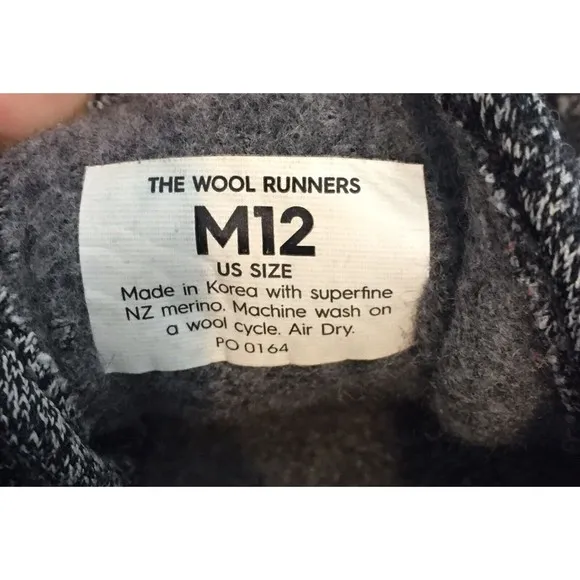 THE WOOL RUNNERS
M12
US SIZE
Made in Korea with superfine
NZ merino. Machine wash on
a wool cycle. Air Dry.
PO 0164